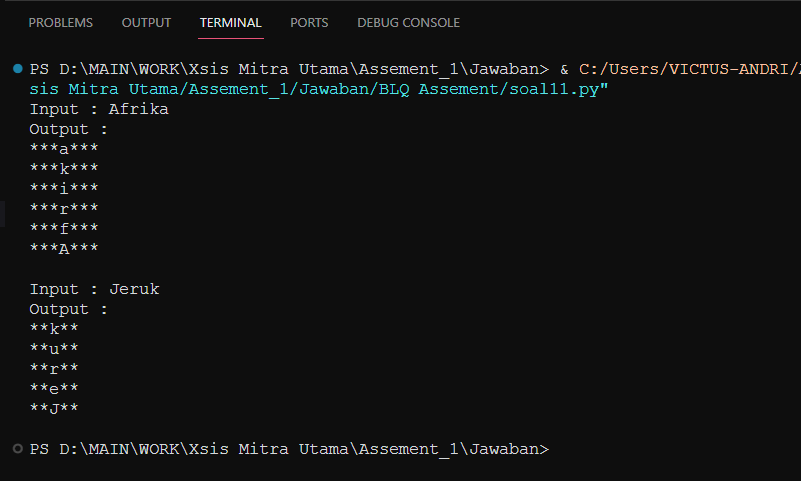 PROBLEMS OUTPUT TERMINAL PORTS DEBUG CONSOLE
PS D:\MAIN\WORK\Xsis Mitra Utama\Assement_1\Jawaban> & C:/Users/VICTUS-ANDRI/
sis Mitra Utama/Assement_1/Jawaban/BLQ Assement/soal11.py"
Input : Afrika
Output :
***a***
***k***
***i***
***r***
***f***
***A***
Input : Jeruk
Output :
**k**
**u**
**r**
**e**
**J**
PS D:\MAIN\WORK\Xsis Mitra Utama\Assement_1\Jawaban>